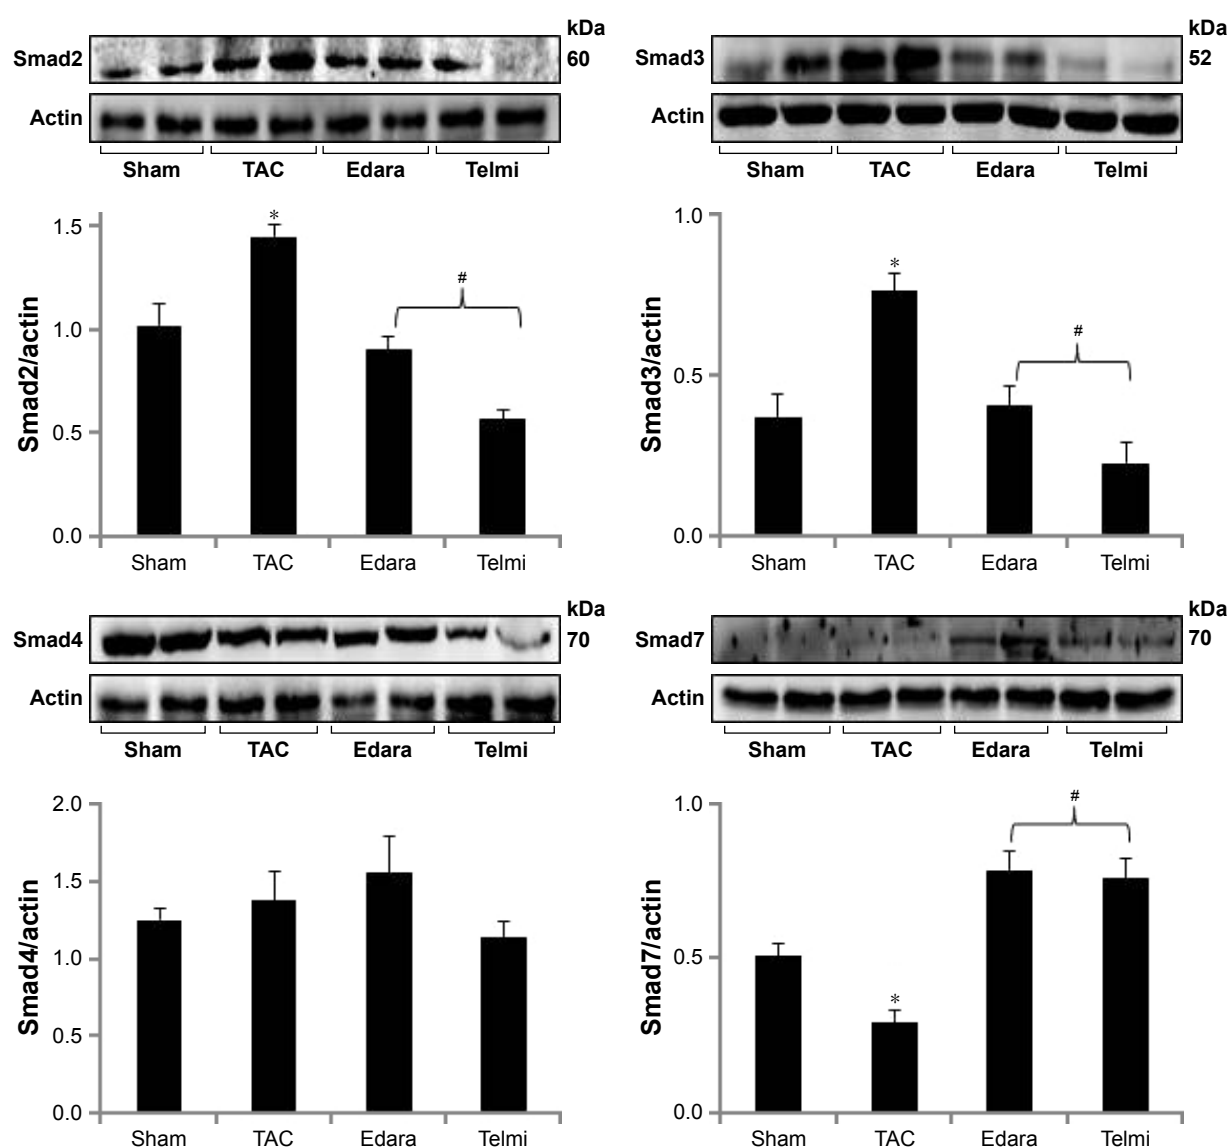 kDa
Smad2 60
Actin
Sham TAC Edara Telmi
kDa
Smad3 52
Actin
Sham TAC Edara Telmi
Smad2/actin
1.5
1.0
0.5
0.0
*
#
Sham TAC Edara Telmi
Smad3/actin
1.0
0.5
0.0
*
#
Sham TAC Edara Telmi
kDa
Smad4 70
Actin
Sham TAC Edara Telmi
kDa
Smad7 70
Actin
Sham TAC Edara Telmi
Smad4/actin
2.0
1.5
1.0
0.5
0.0
Sham TAC Edara Telmi
Smad7/actin
1.0
0.5
0.0
*
#
Sham TAC Edara Telmi